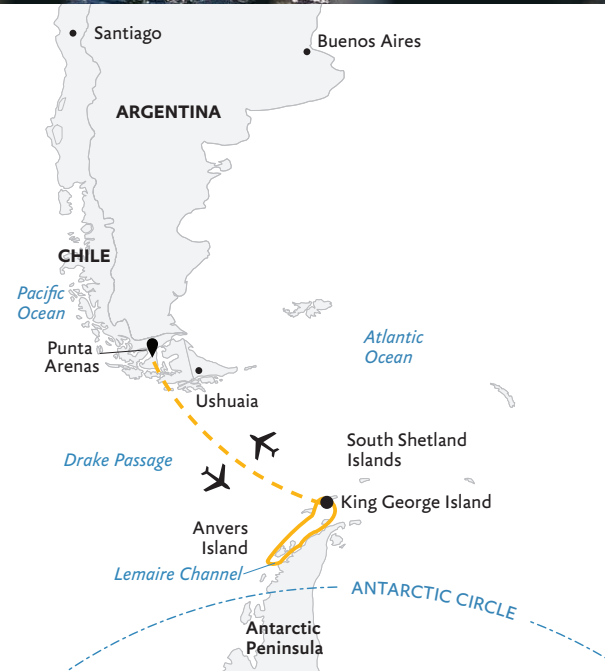 Santiago
Buenos Aires
ARGENTINA
CHILE
Pacific
Ocean
Atlantic
Ocean
Punta
Arenas
Ushuaia
Drake Passage
South Shetland
Islands
King George Island
Anvers
Island
Lemaire Channel
ANTARCTIC CIRCLE
Antarctic
Peninsula